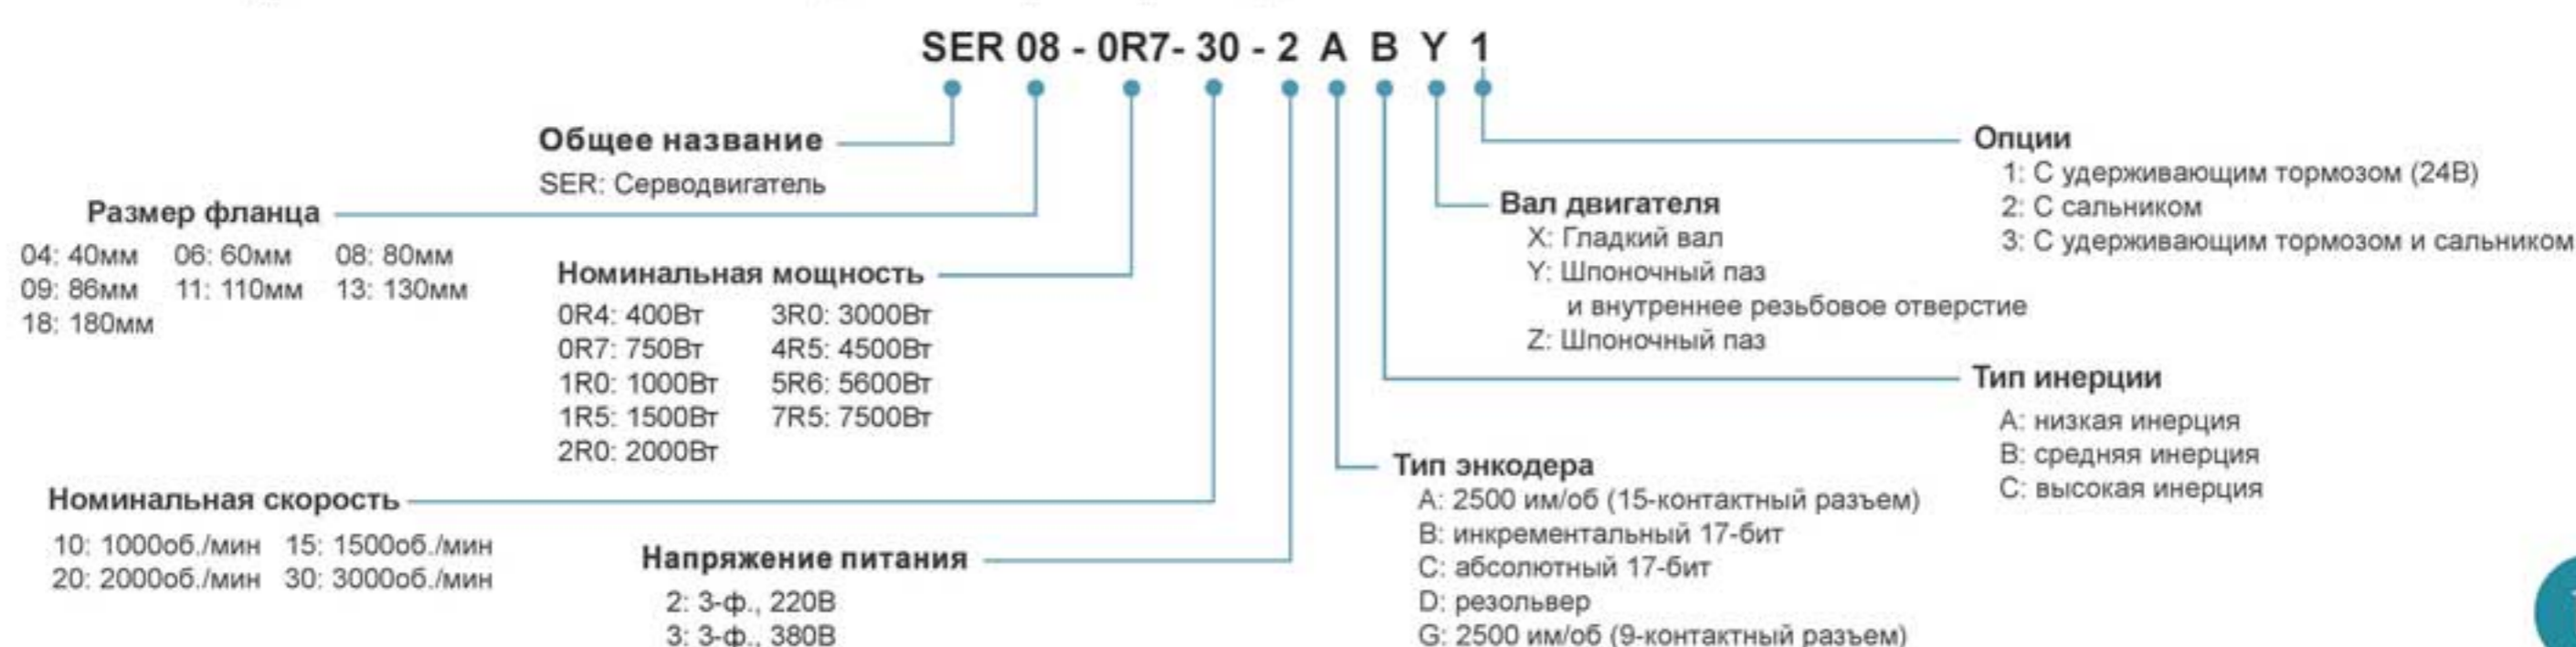 SER 08 - 0R7- 30 - 2 A B Y 1
Общее название
SER: Серводвигатель
Размер фланца
04: 40мм 06: 60мм 08: 80мм
09: 86мм 11: 110мм 13: 130мм
18: 180мм
Номинальная мощность
0R4: 400Вт 3R0: 3000Вт
0R7: 750Вт 4R5: 4500Вт
1R0: 1000Вт 5R6: 5600Вт
1R5: 1500Вт 7R5: 7500Вт
2R0: 2000Вт
Номинальная скорость
10: 1000об./мин 15: 1500об./мин
20: 2000об./мин 30: 3000об./мин
Напряжение питания
2: 3-ф., 220В
3: 3-ф., 380В
Опции
1: С удерживающим тормозом (24В)
2: С сальником
3: С удерживающим тормозом и сальником
Вал двигателя
X: Гладкий вал
Y: Шпоночный паз
и внутреннее резьбовое отверстие
Z: Шпоночный паз
Тип инерции
A: низкая инерция
B: средняя инерция
C: высокая инерция
Тип энкодера
A: 2500 им/об (15-контактный разъем)
B: инкрементальный 17-бит
C: абсолютный 17-бит
D: резольвер
G: 2500 им/об (9-контактный разъем)